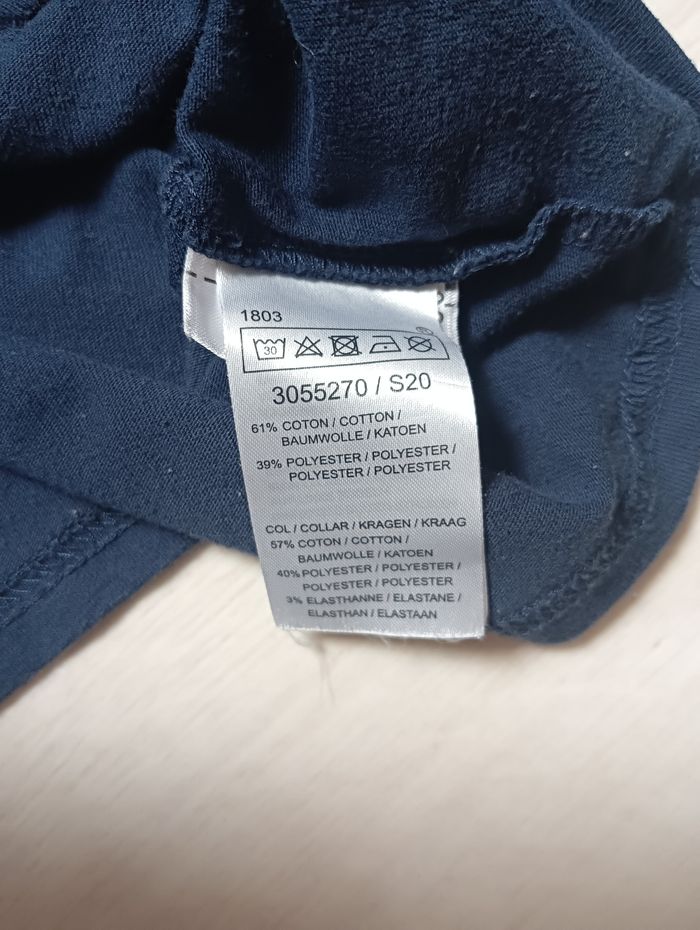 1803
30
3055270 / S20
61% COTON / COTTON /
BAUMWOLLE / KATOEN
39% POLYESTER / POLYESTER /
POLYESTER / POLYESTER
COL / COLLAR / KRAGEN / KRAAG
57% COTON / COTTON /
BAUMWOLLE / KATOEN
40% POLYESTER / POLYESTER /
POLYESTER / POLYESTER
3% ELASTHANNE / ELASTANE /
ELASTHAN / ELASTAAN